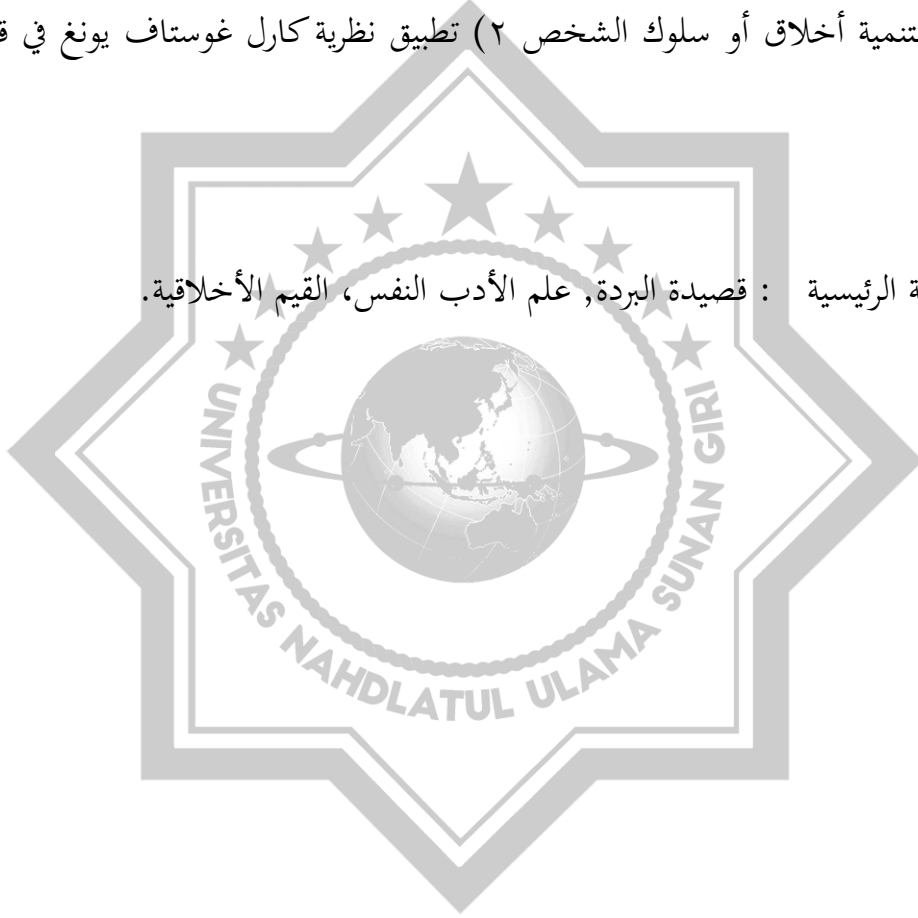 تنمية أخلاق أو سلوك الشخص ٢) تطبيق نظرية كارل غوستاف يونغ في
ة الرئيسية : قصيدة البردة, علم الأدب النفس، القيم الأخلاقية.
UNIVERSITAS NAHDLATUL ULAMA SUNAN GIRI